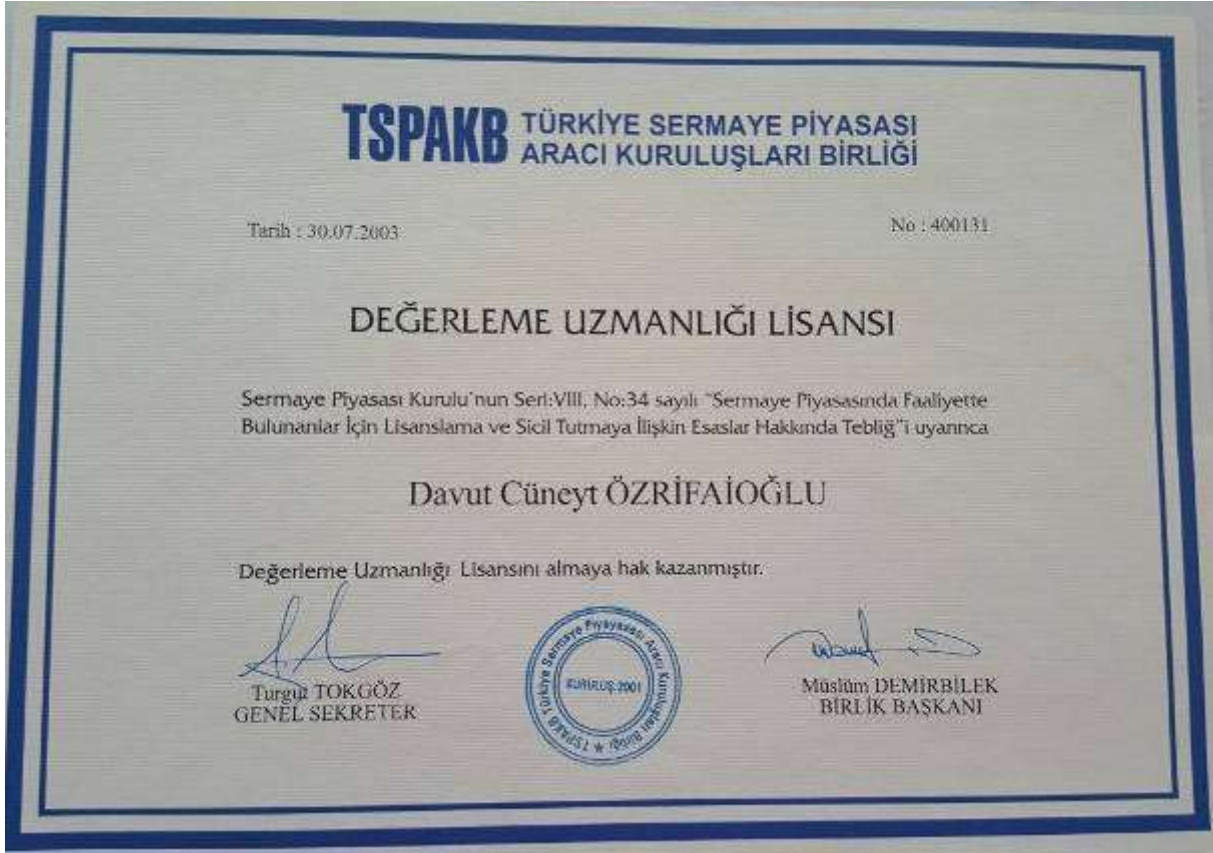 TSPAKB TÜRKİYE SERMAYE PİYASASI
ARACI KURULUŞLARI BİRLİĞİ
Tarih : 30.07.2003
No : 400131
DEĞERLEME UZMANLIĞI LİSANSI
Sermaye Piyasası Kurulu'nun Seri:VIII, No:34 sayılı "Sermaye Piyasasında Faaliyette
Bulunanlar İçin Lisanslama ve Sicil Tutmaya İlişkin Esaslar Hakkında Tebliğ"i uyarınca
Davut Cüneyt ÖZRİFAİOĞLU
Değerleme Uzmanlığı Lisansını almaya hak kazanmıştır.
Turgut TOKGÖZ
GENEL SEKRETER
TSPAKB Türkiye Sermaye Piyasası Aracı Kuruluşları Birliği
KURULUŞ:2001
Müslüm DEMİRBİLEK
BİRLİK BAŞKANI